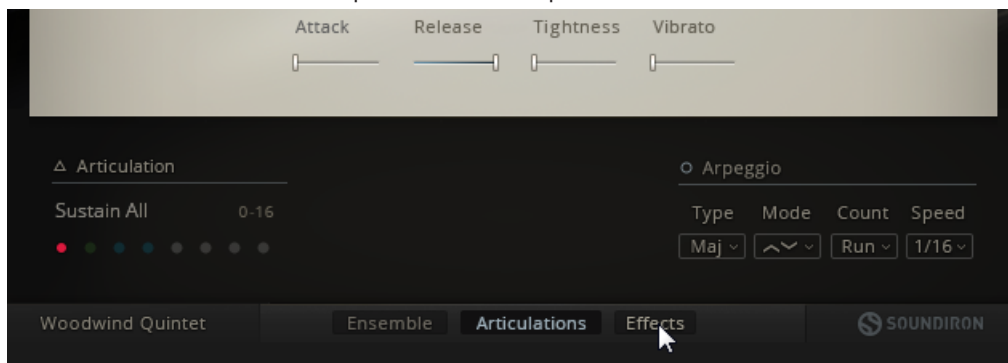 Attack Release Tightness Vibrato
Articulation
Arpeggio
Sustain All 0-16
Type Mode Count Speed
Maj Run 1/16
Woodwind Quintet Ensemble Articulations Effects SOUNDIRON